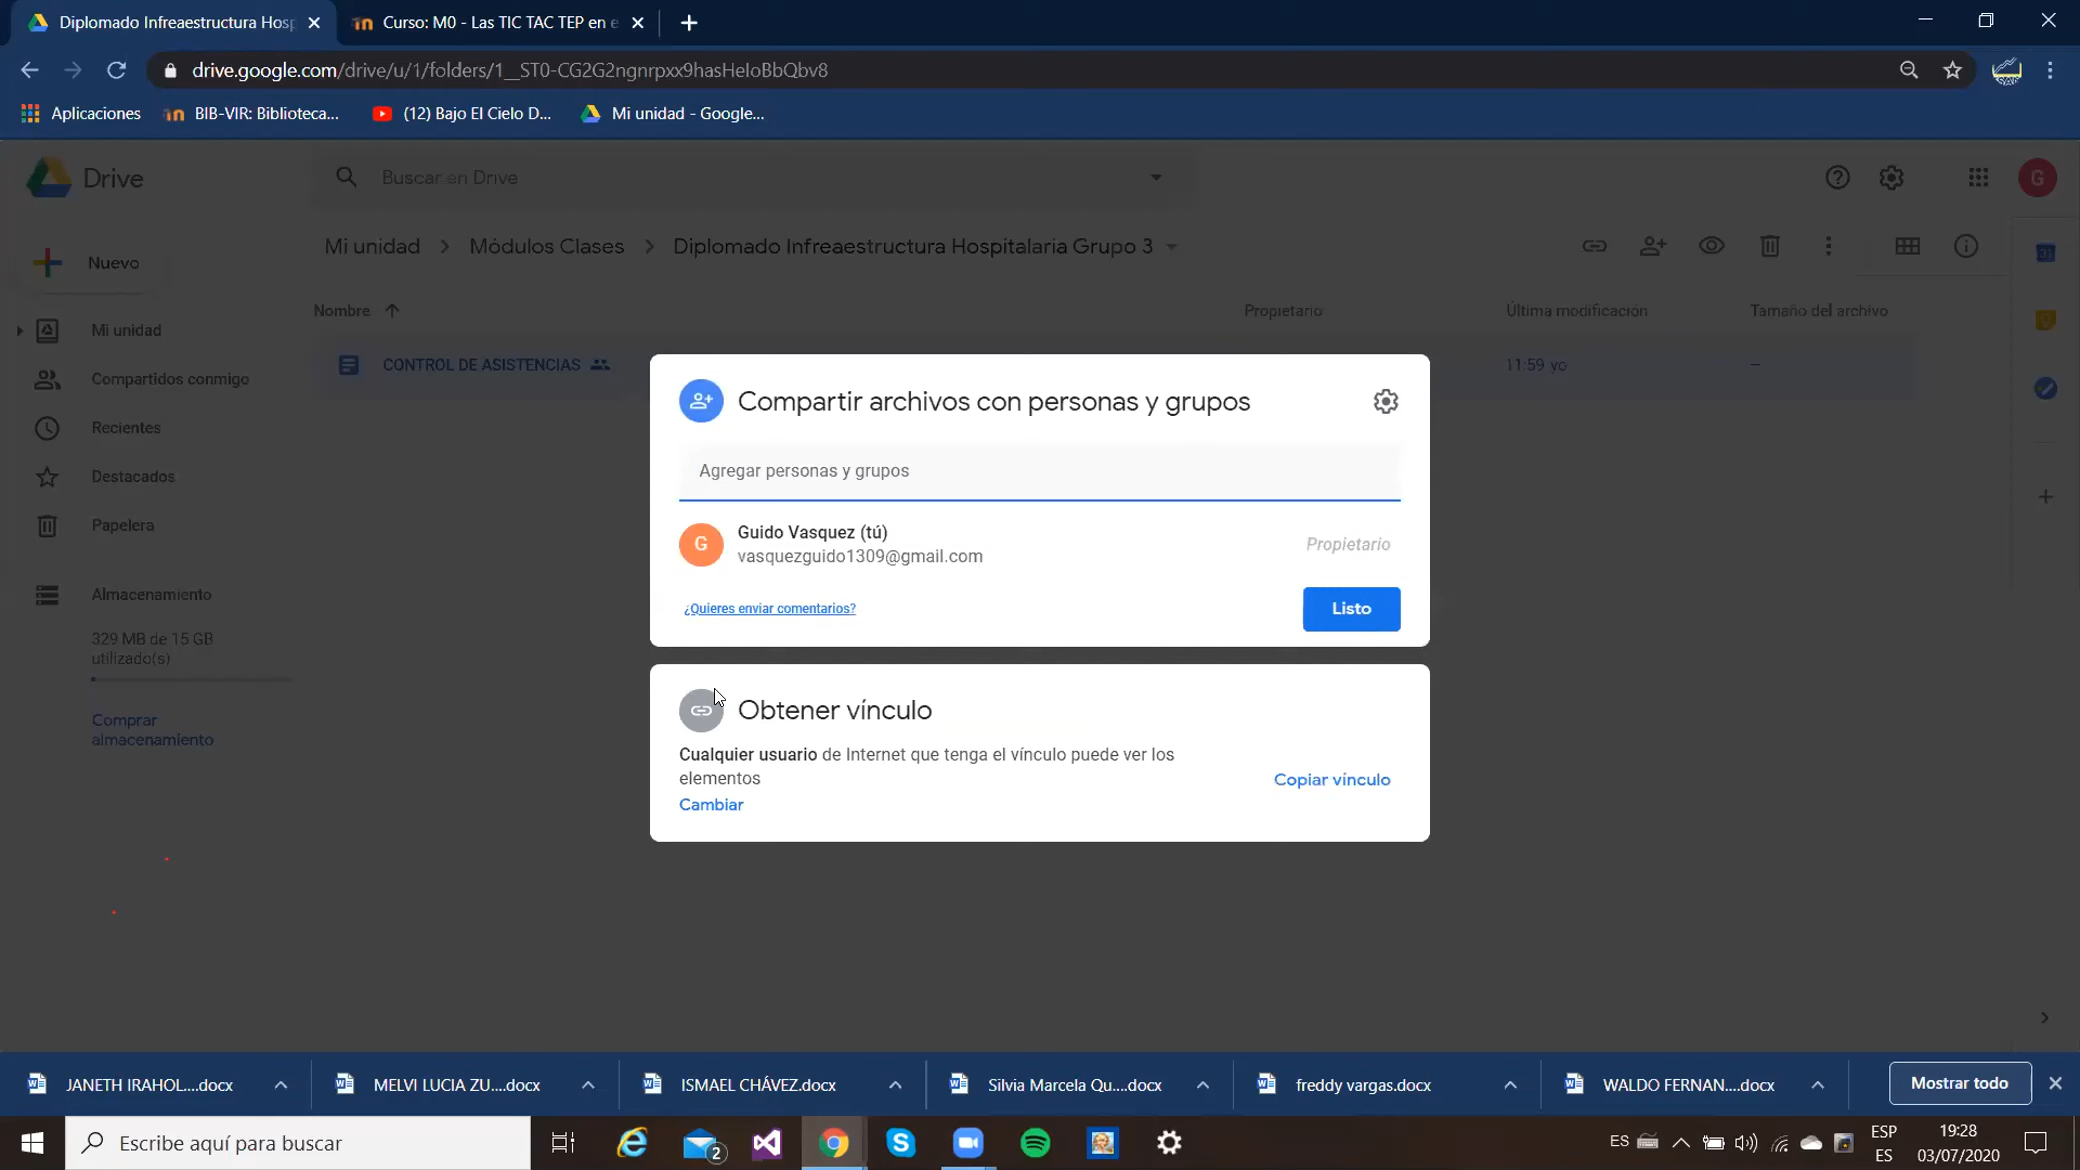 Diplomado Infreaestructura Hosp
Curso: M0 - Las TIC TAC TEP en e
drive.google.com/drive/u/1/folders/1__ST0-CG2G2ngnrpxx9hasHeIoBbQbv8
Aplicaciones
BIB-VIR: Biblioteca...
(12) Bajo El Cielo D...
Mi unidad - Google...
Drive
Buscar en Drive
G
Nuevo
Mi unidad
Módulos Clases
Diplomado Infreaestructura Hospitalaria Grupo 3
Nombre
Propietario
Última modificación
Tamaño del archivo
Mi unidad
CONTROL DE ASISTENCIAS
11:59 yo
–
Compartidos conmigo
Recientes
Destacados
Papelera
Almacenamiento
329 MB de 15 GB
utilizado(s)
Comprar
almacenamiento
Compartir archivos con personas y grupos
Agregar personas y grupos
G
Guido Vasquez (tú)
vasquezguido1309@gmail.com
Propietario
¿Quieres enviar comentarios?
Listo
Obtener vínculo
Cualquier usuario de Internet que tenga el vínculo puede ver los
elementos
Copiar vínculo
Cambiar
JANETH IRAHOL....docx
MELVI LUCIA ZU....docx
ISMAEL CHÁVEZ.docx
Silvia Marcela Qu....docx
freddy vargas.docx
WALDO FERNAN....docx
Mostrar todo
Escribe aquí para buscar
2
ES
ESP
ES
19:28
03/07/2020